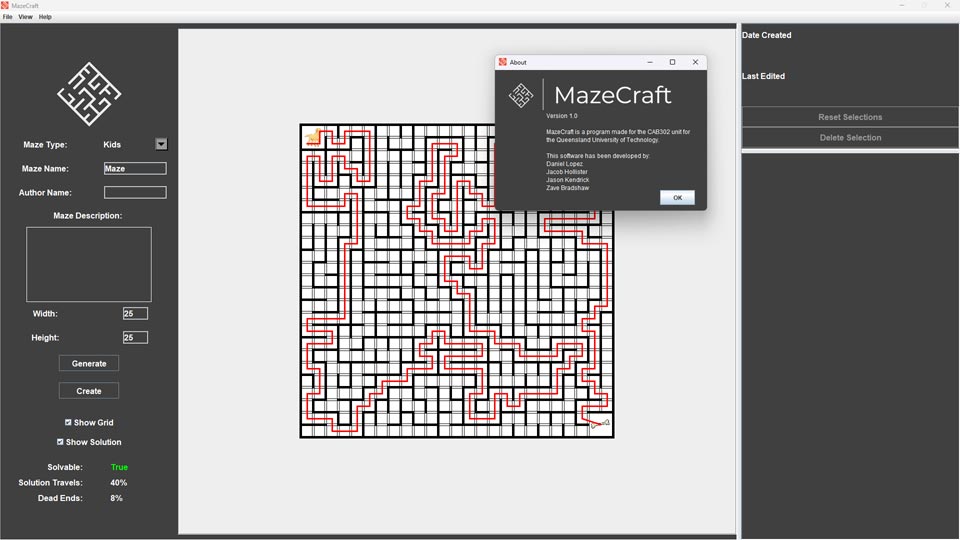 MazeCraft
File View Help
Maze Type: Kids
Maze Name: Maze
Author Name:
Maze Description:
Width: 25
Height: 25
Generate
Create
Show Grid
Show Solution
Solvable: True
Solution Travels: 40%
Dead Ends: 8%
About
MazeCraft
Version 1.0
MazeCraft is a program made for the CAB302 unit for
the Queensland University of Technology.
This software has been developed by:
Daniel Lopez
Jacob Hollister
Jason Kendrick
Zave Bradshaw
OK
Date Created
Last Edited
Reset Selections
Delete Selection